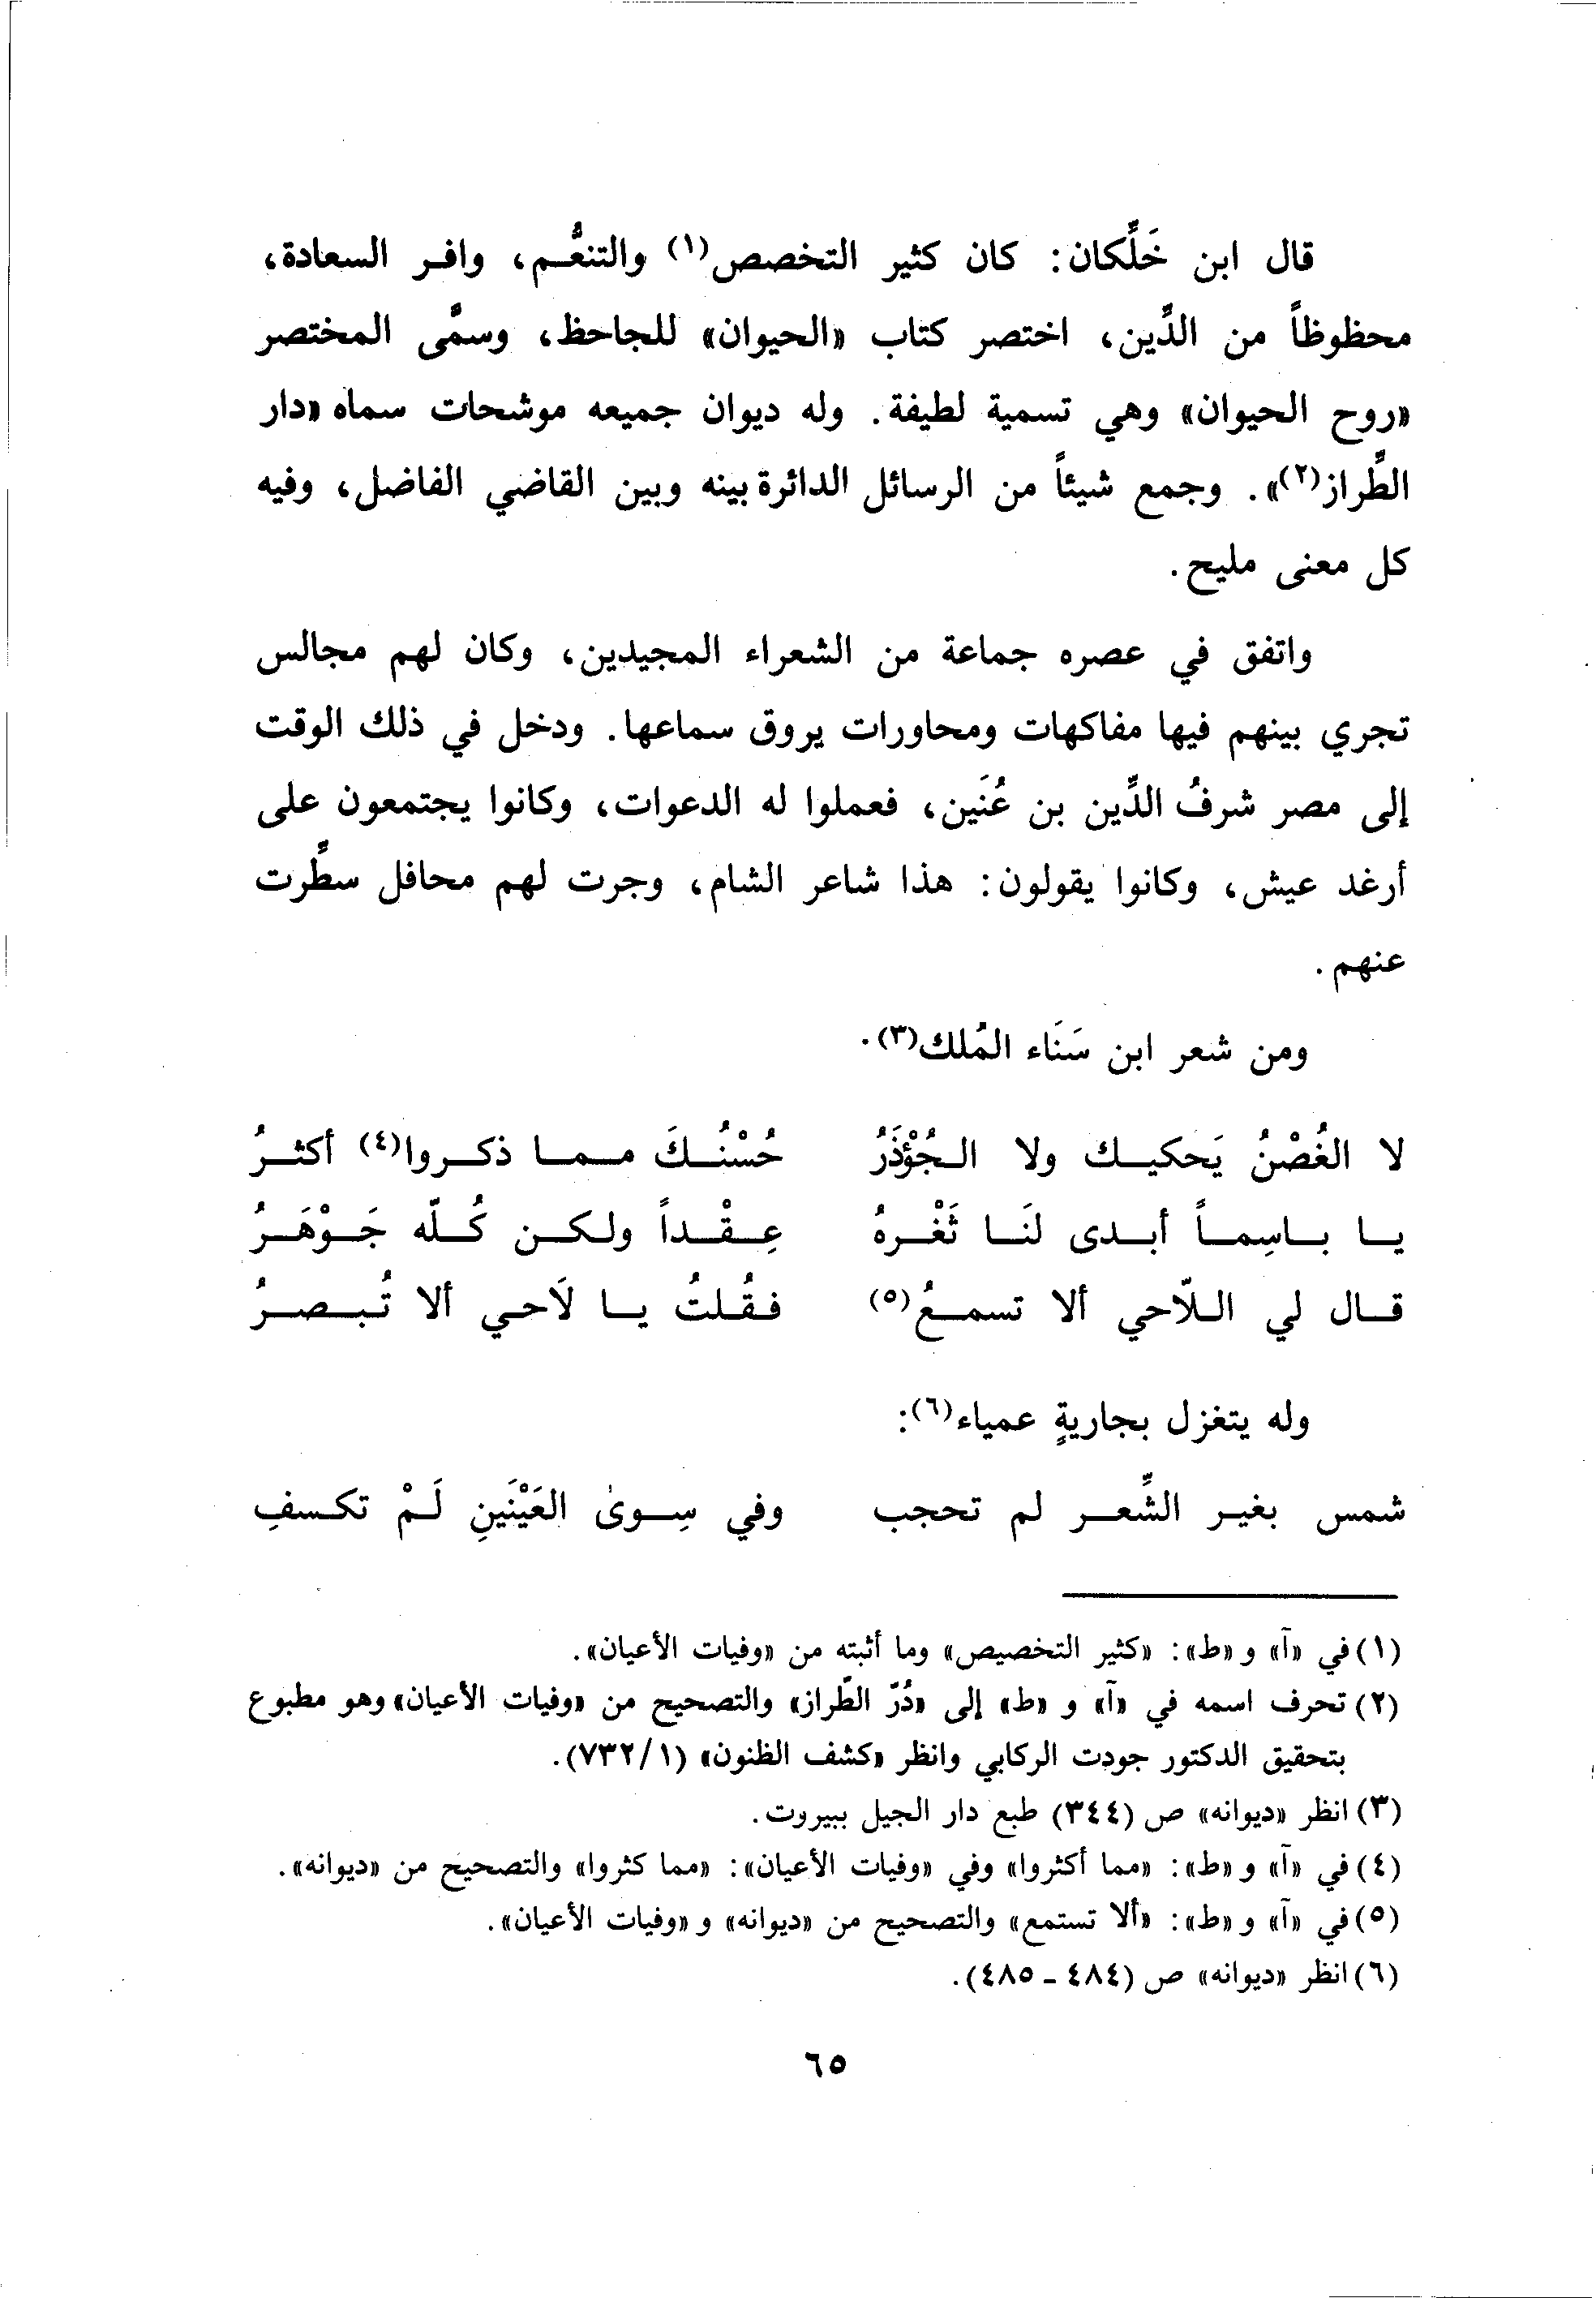 قال ابن خَلِّكان: كان كثير التخصص(١) والتنعُّم، وافر السعادة،
محظوظاً من الدِّين، اختصر كتاب «الحيوان» للجاحظ، وسمَّى المختصر
«روح الحيوان» وهي تسمية لطيفة. وله ديوان جميعه موشحات سماه «دار
الطِّراز(٢)». وجمع شيئاً من الرسائل الدائرة بينه وبين القاضي الفاضل، وفيه
كل معنى مليح.
واتفق في عصره جماعة من الشعراء المجيدين، وكان لهم مجالس
تجري بينهم فيها مفاكهات ومحاورات يروق سماعها. ودخل في ذلك الوقت
إلى مصر شرفُ الدِّين بن عُنَين، فعملوا له الدعوات، وكانوا يجتمعون على
أرغد عيش، وكانوا يقولون: هذا شاعر الشام، وجرت لهم محافل سطِّرت
عنهم.
ومن شعر ابن سَنَاء المُلك(٣).
لا الغُصْنُ يَحكيك ولا الجُؤْذَرُ حُسْنُكَ مما ذكروا(٤) أكثرُ
يا باسِماً أبدى لنَا ثَغْرهُ عِقْداً ولكن كُلّه جَوْهَرُ
قال لي اللّاحي ألا تسمعُ(٥) فقُلتُ يا لَاحي ألا تُبصرُ
وله يتغزل بجاريةٍ عمياء(٦):
شمس بغير الشِّعر لم تحجب وفي سِوىٰ العَيْنَينِ لَمْ تكسفِ
(١) في «آ» و «ط»: «كثير التخصيص» وما أثبته من «وفيات الأعيان».
(٢) تحرف اسمه في «آ» و «ط» إلى «دُرّ الطّراز» والتصحيح من «وفيات الأعيان» وهو مطبوع
بتحقيق الدكتور جودت الركابي وانظر «كشف الظنون» (١/ ٧٣٢).
(٣) انظر «ديوانه» ص (٣٤٤) طبع دار الجيل ببيروت.
(٤) في «آ» و «ط»: «مما أكثروا» وفي «وفيات الأعيان»: «مما كثروا» والتصحيح من «ديوانه».
(٥) في «آ» و «ط»: «ألا تستمع» والتصحيح من «ديوانه» و «وفيات الأعيان».
(٦) انظر «ديوانه» ص (٤٨٤ - ٤٨٥).
٦٥